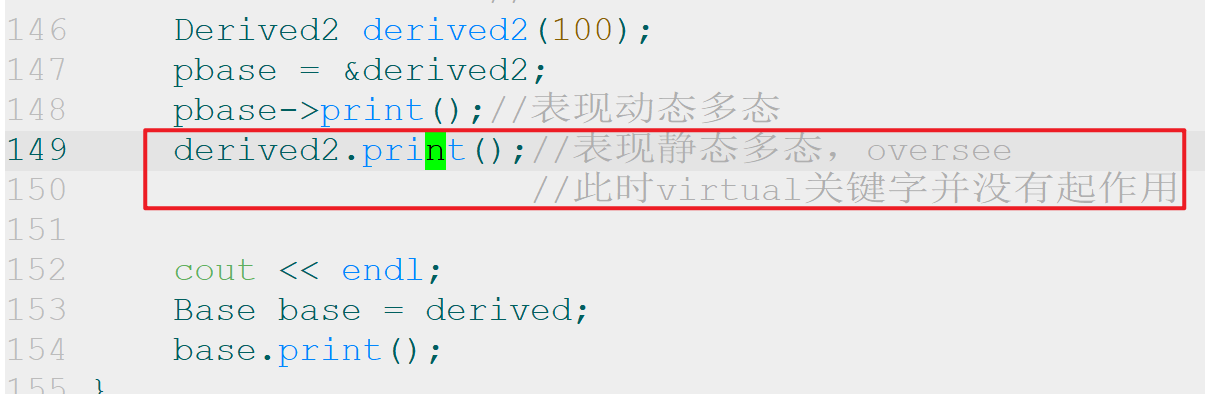 //
146 Derived2 derived2(100);
147 pbase = &derived2;
148 pbase->print();//表现动态多态
149 derived2.print();//表现静态多态，oversee
150 //此时virtual关键字并没有起作用
151
152 cout << endl;
153 Base base = derived;
154 base.print();
155 }